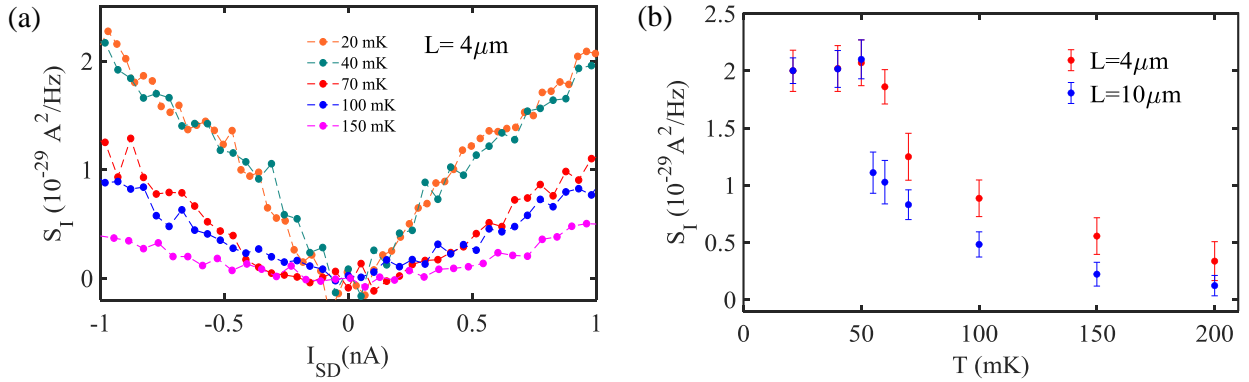 (a)
S_I (10^-29 A^2/Hz)
2
1
0
20 mK
40 mK
70 mK
100 mK
150 mK
L= 4μm
-1
-0.5
0
0.5
1
I_SD(nA)
(b)
S_I (10^-29 A^2/Hz)
2.5
2
1.5
1
0.5
0
L=4μm
L=10μm
0
50
100
150
200
T (mK)